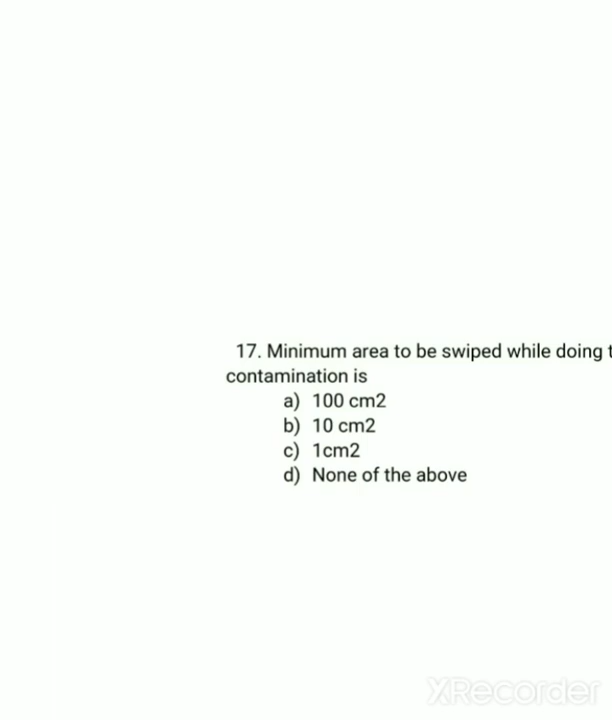 17. Minimum area to be swiped while doing
contamination is
a) 100 cm2
b) 10 cm2
c) 1cm2
d) None of the above
XRecorder